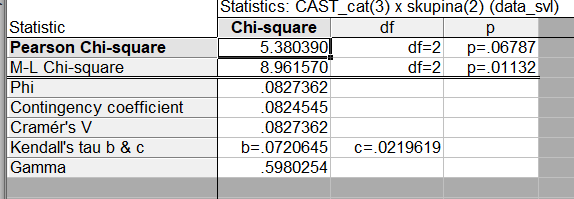 Statistics: CAST_cat(3) x skupina(2) (data_svl)
Statistic Chi-square df p
Pearson Chi-square 5.380390 df=2 p=.06787
M-L Chi-square 8.961570 df=2 p=.01132
Phi .0827362
Contingency coefficient .0824545
Cramér's V .0827362
Kendall's tau b & c b=.0720645 c=.0219619
Gamma .5980254